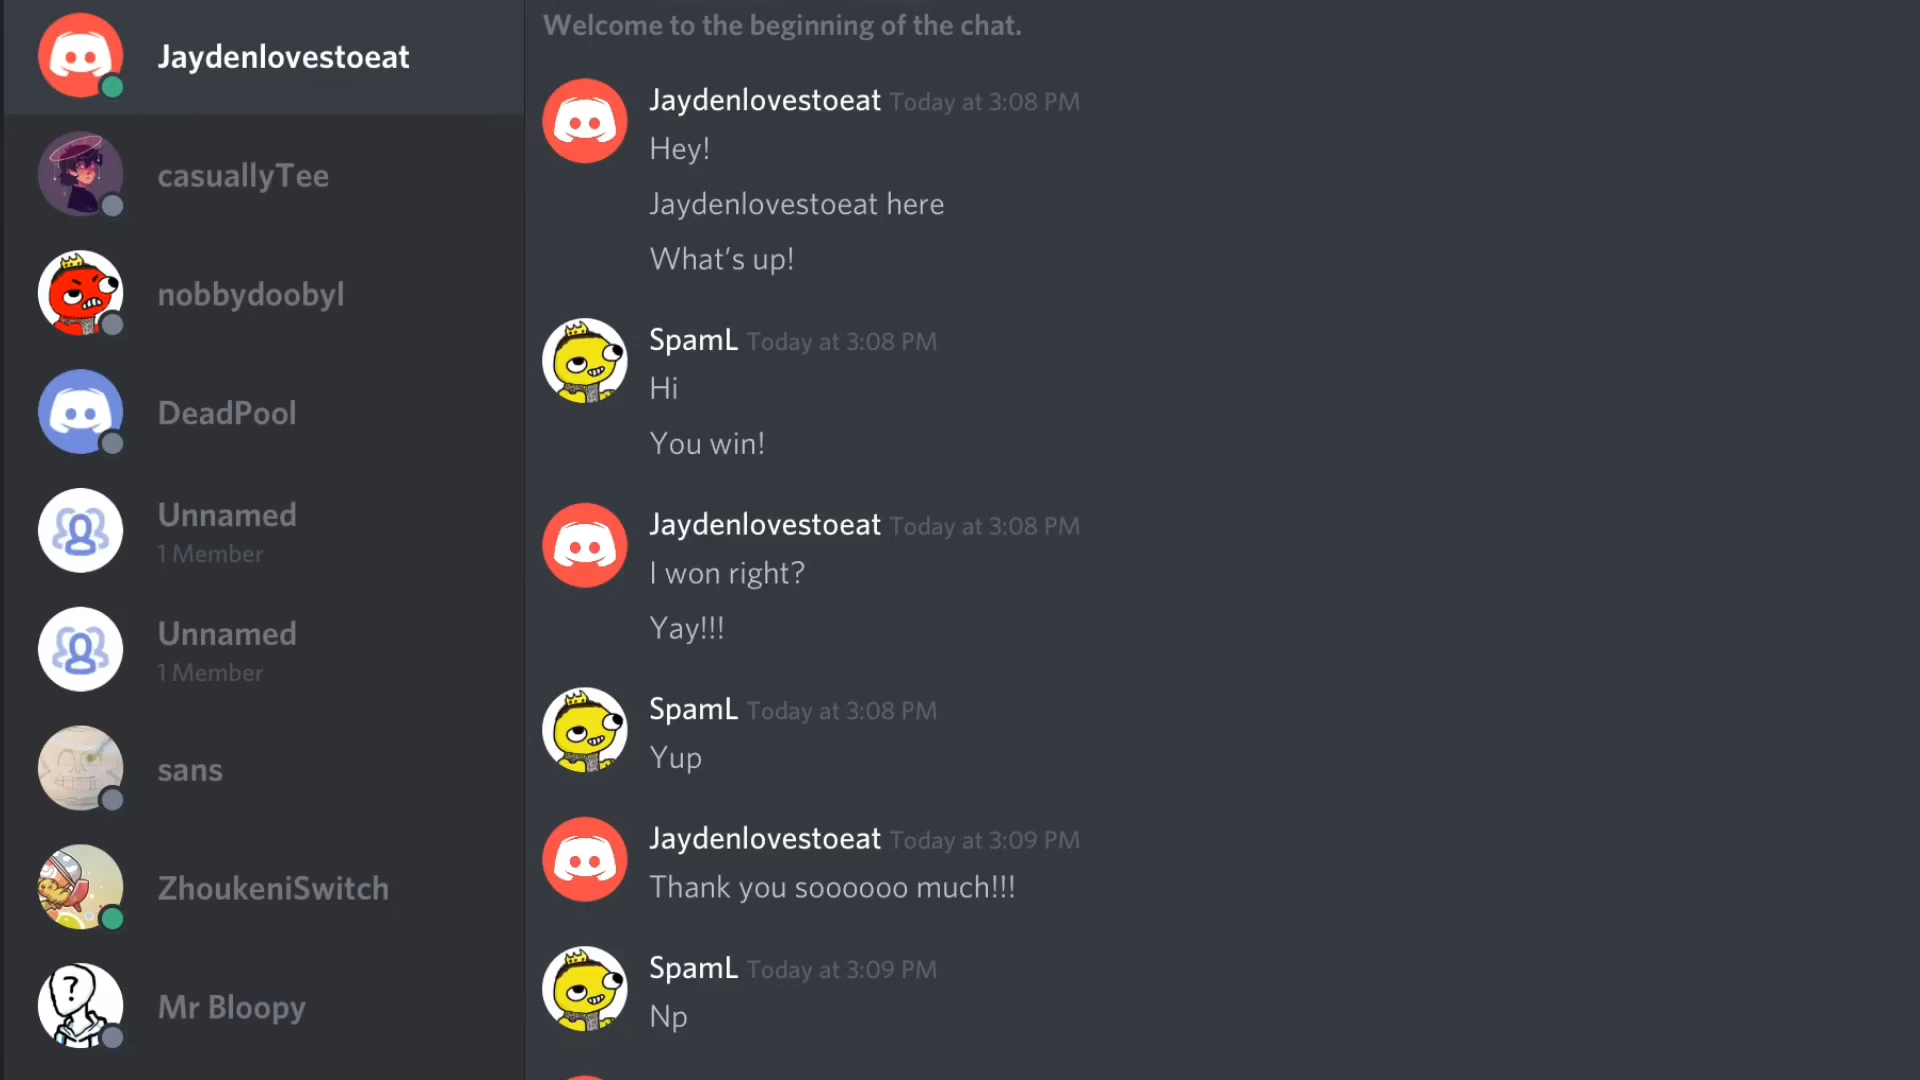 Jaydenlovestoeat
casuallyTee
nobbydoobyl
DeadPool
Unnamed
1 Member
Unnamed
1 Member
sans
ZhoukeniSwitch
?
Mr Bloopy
Welcome to the beginning of the chat.
Jaydenlovestoeat Today at 3:08 PM
Hey!
Jaydenlovestoeat here
What's up!
SpamL Today at 3:08 PM
Hi
You win!
Jaydenlovestoeat Today at 3:08 PM
I won right?
Yay!!!
SpamL Today at 3:08 PM
Yup
Jaydenlovestoeat Today at 3:09 PM
Thank you soooooo much!!!
SpamL Today at 3:09 PM
Np